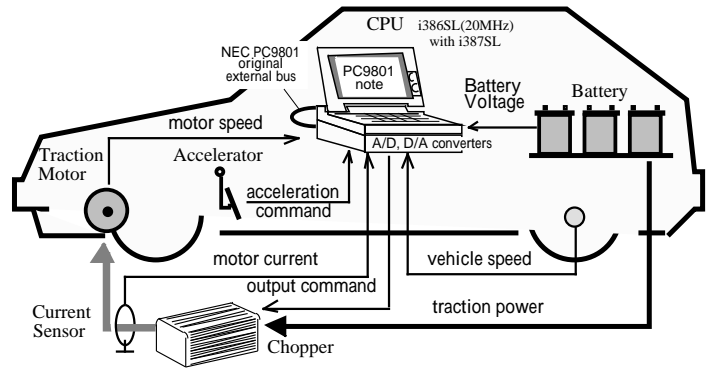 CPU i386SL(20MHz)
with i387SL
NEC PC9801
original
external bus
PC9801
note
Battery
Voltage
Battery
motor speed
A/D, D/A converters
Traction
Motor
Accelerator
acceleration
command
motor current
vehicle speed
output command
traction power
Current
Sensor
Chopper